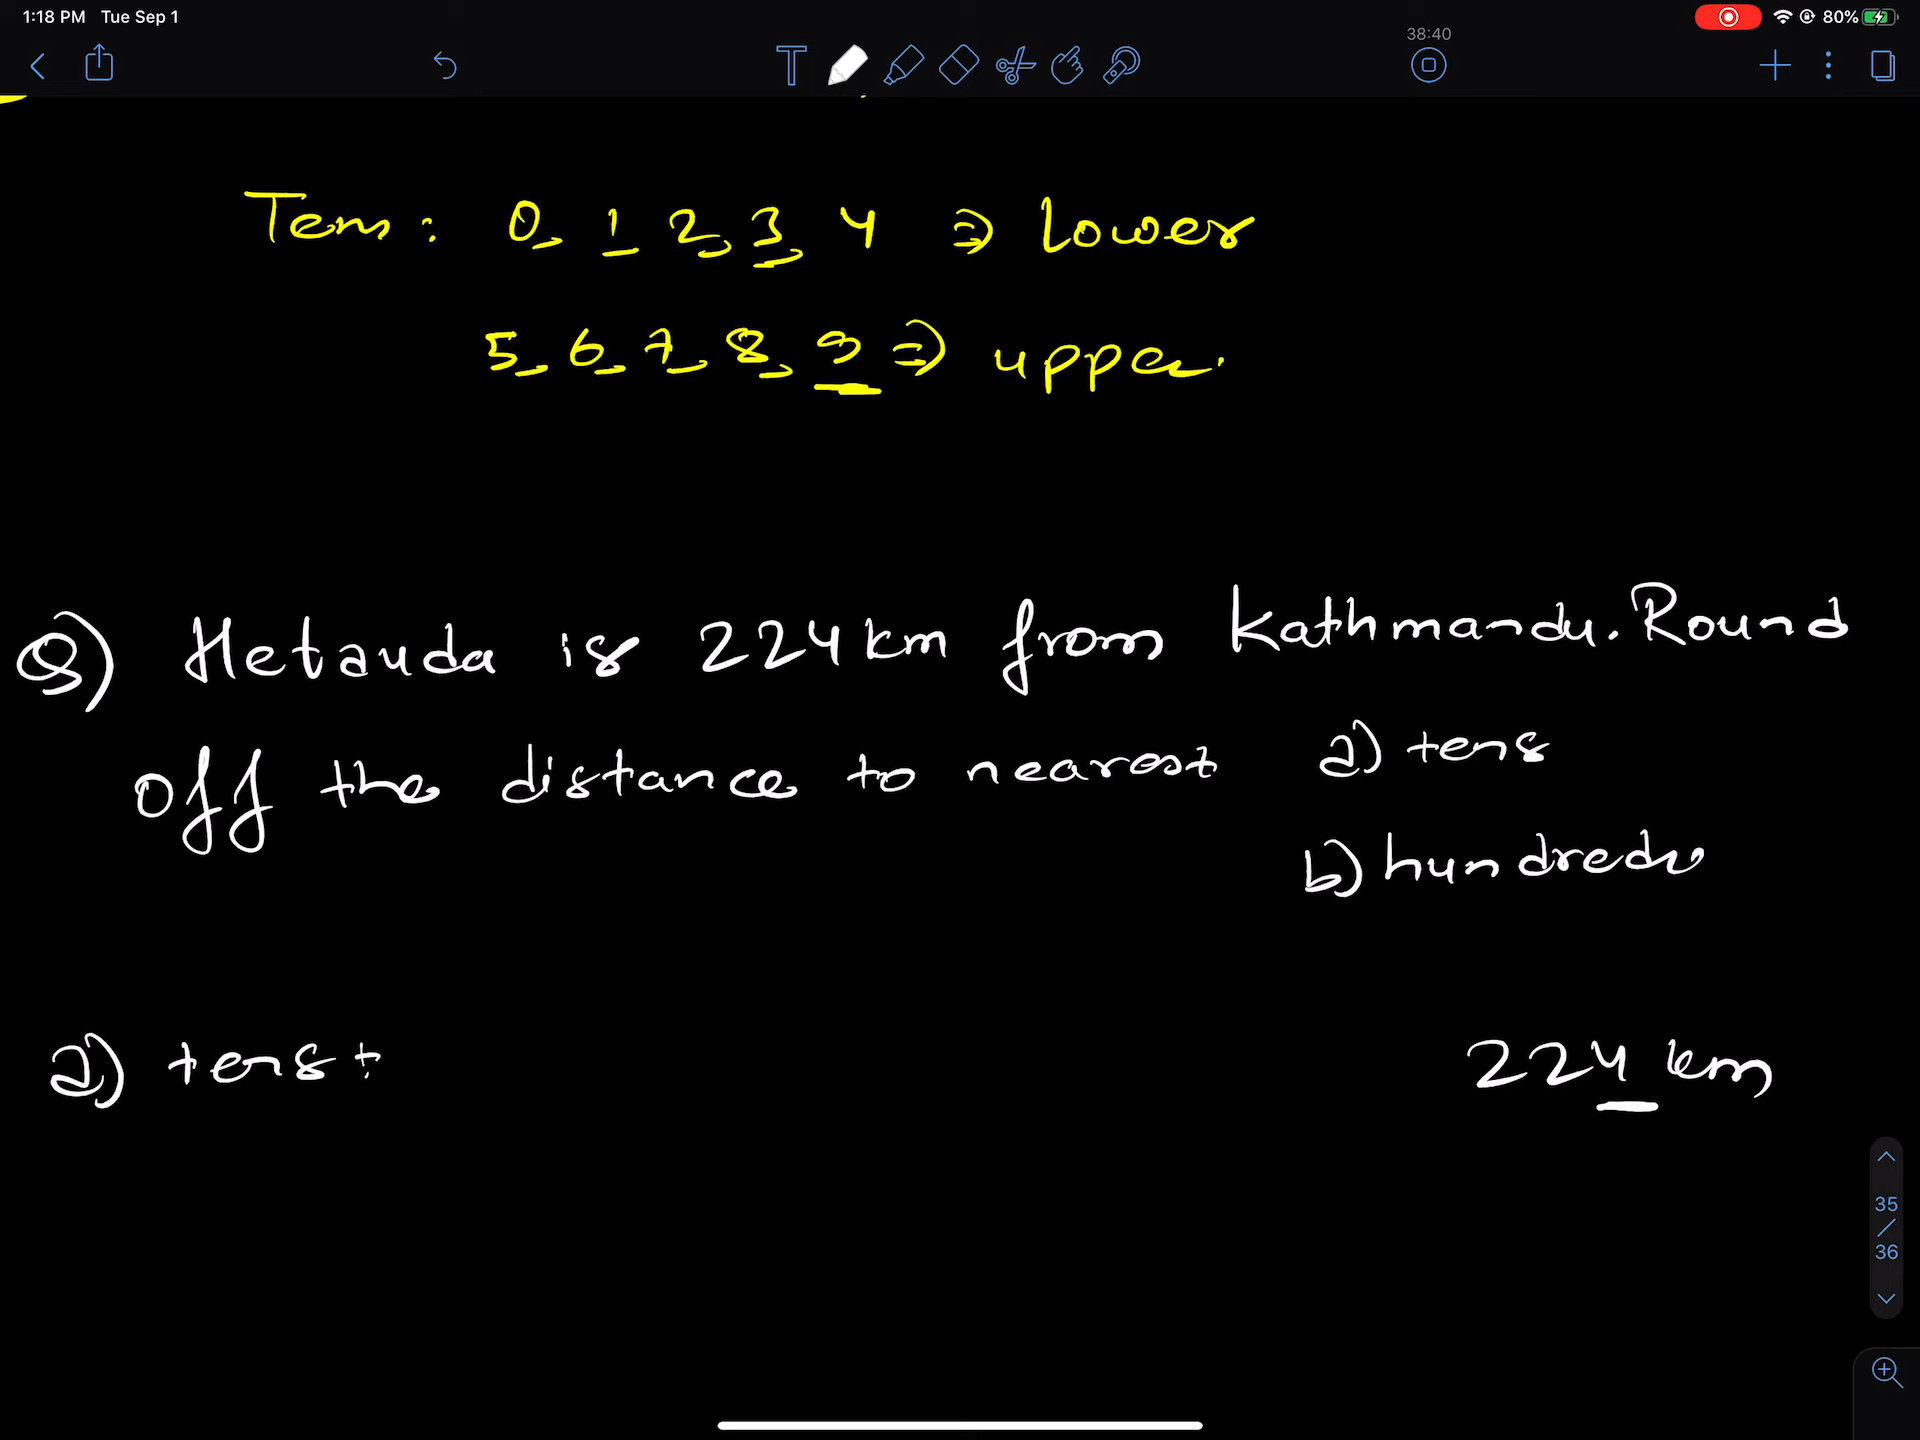 1:18 PM Tue Sep 1
80%
38:40
T
Tens: 0, 1 2, 3, 4 ⇒ Lower
5, 6, 7, 8, 9 ⇒ upper.
Q) Hetauda is 224 km from Kathmandu. Round
off the distance to nearest a) tens
b) hundreds
a) tens
224 km
35
/
36